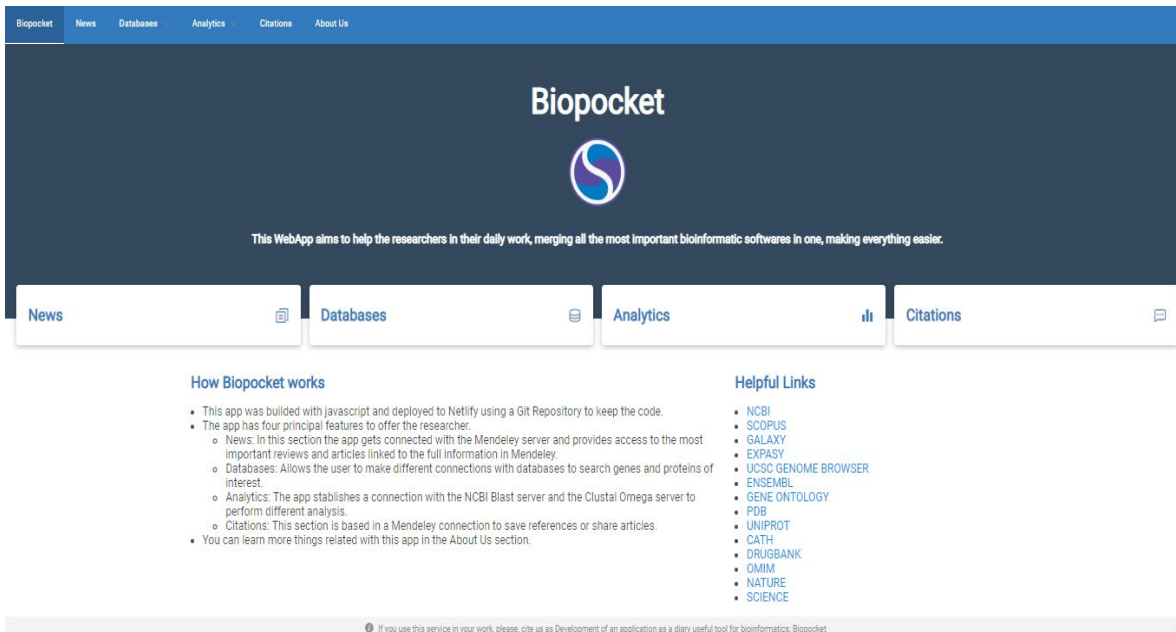 Biopocket News Databases Analytics Citations About Us
Biopocket
This WebApp aims to help the researchers in their daily work, merging all the most important bioinformatic softwares in one, making everything easier.
News
Databases
Analytics
Citations
How Biopocket works
This app was builded with javascript and deployed to Netlify using a Git Repository to keep the code.
The app has four principal features to offer the researcher.
News: In this section the app gets connected with the Mendeley server and provides access to the most
important reviews and articles linked to the full information in Mendeley.
Databases: Allows the user to make different connections with databases to search genes and proteins of
interest.
Analytics: The app stablishes a connection with the NCBI Blast server and the Clustal Omega server to
perform different analysis.
Citations: This section is based in a Mendeley connection to save references or share articles.
You can learn more things related with this app in the About Us section.
Helpful Links
NCBI
SCOPUS
GALAXY
EXPASY
UCSC GENOME BROWSER
ENSEMBL
GENE ONTOLOGY
PDB
UNIPROT
CATH
DRUGBANK
OMIM
NATURE
SCIENCE
If you use this service in your work, please, cite us as Development of an application as a diary useful tool for bioinformatics: Biopocket